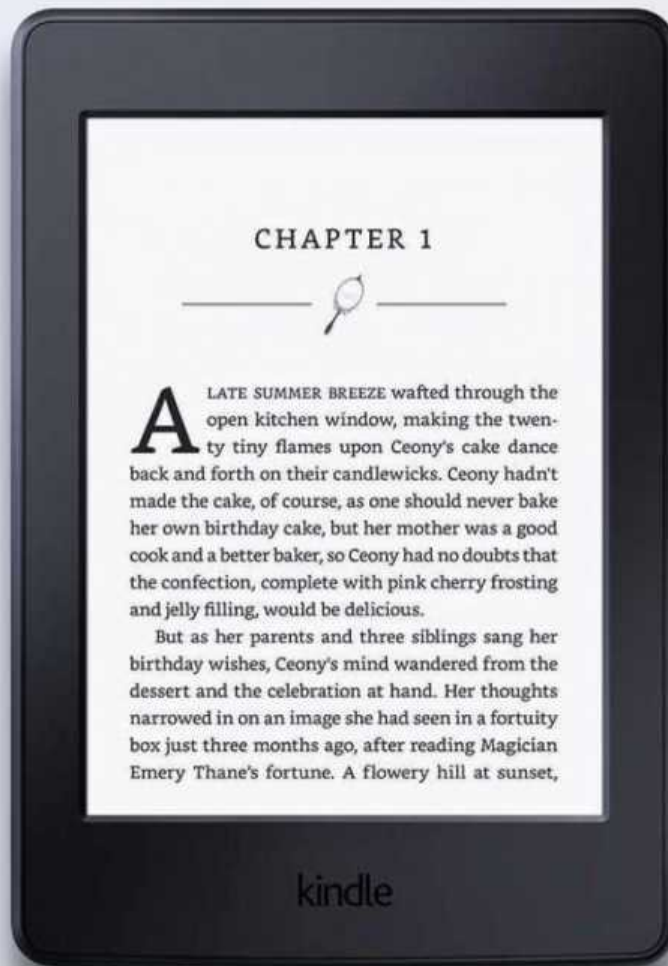 CHAPTER 1
A LATE SUMMER BREEZE wafted through the
open kitchen window, making the twen-
ty tiny flames upon Ceony's cake dance
back and forth on their candlewicks. Ceony hadn't
made the cake, of course, as one should never bake
her own birthday cake, but her mother was a good
cook and a better baker, so Ceony had no doubts that
the confection, complete with pink cherry frosting
and jelly filling, would be delicious.
But as her parents and three siblings sang her
birthday wishes, Ceony's mind wandered from the
dessert and the celebration at hand. Her thoughts
narrowed in on an image she had seen in a fortuity
box just three months ago, after reading Magician
Emery Thane's fortune. A flowery hill at sunset,
kindle